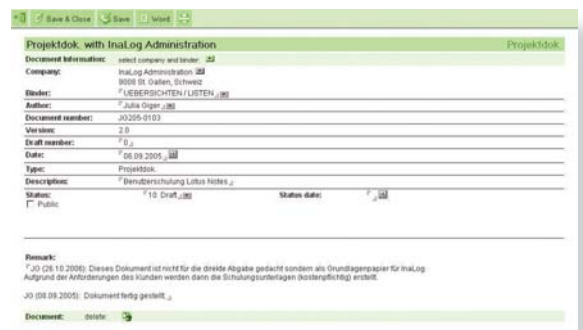 Save & Close Save Word
Projektdok. with InaLog Administration Projektdok.
Document Information: select company and binder:
Company: InaLog Administration
9008 St. Gallen, Schweiz
Binder: UEBERSICHTEN / LISTEN
Author: Julia Giger
Document number: JO205-0103
Version: 2.0
Draft number: 0
Date: 06.09.2005
Type: Projektdok.
Description: Benutzerschulung Lotus Notes
Status: 10. Draft Status date:
Public
Remark:
JO (26.10.2006): Dieses Dokument ist nicht für die direkte Abgabe gedacht sondern als Grundlagenpapier für InaLog
Aufgrund der Anforderungen des Kunden werden dann die Schulungsunterlagen (kostenpflichtig) erstellt.
JO (08.09.2005): Dokument fertig gestellt.
Document: delete: